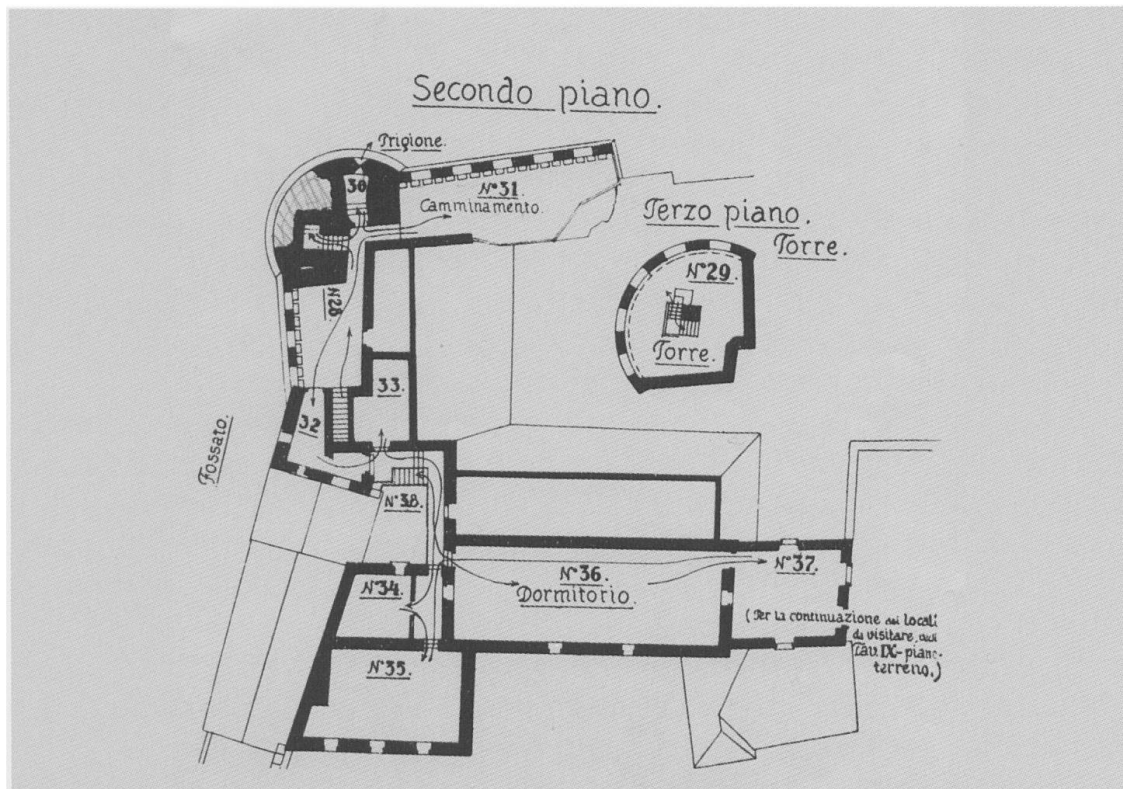 Secondo piano.
Prigione.
30
N°31.
Camminamento.
Terzo piano.
Torre.
N°29.
Torre.
N°28.
33.
32
Fossato.
N°38.
N°36.
Dormitorio.
N°37.
N°34.
N°35.
(Per la continuazione dei locali
da visitare, vedi
Tav. IX-piano
terreno.)